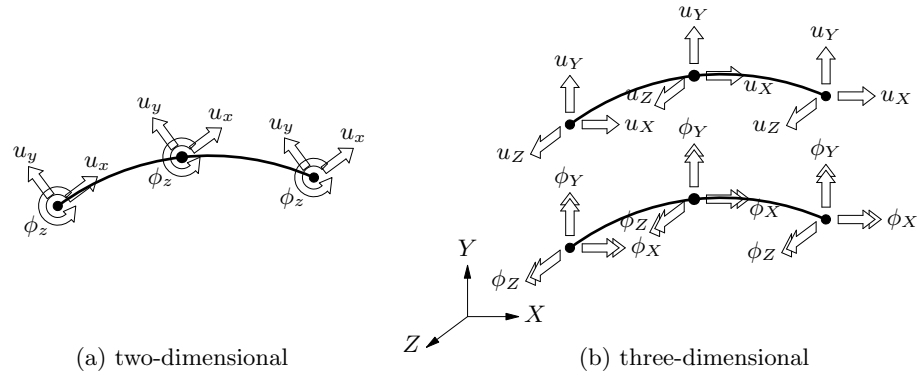 u_y
u_x
ϕ_z
u_y
u_x
ϕ_z
u_y
u_x
ϕ_z
(a) two-dimensional
u_Y
u_X
u_Z
u_Y
u_X
u_Z
u_Y
u_X
u_Z
ϕ_Y
ϕ_X
ϕ_Z
ϕ_Y
ϕ_X
ϕ_Z
ϕ_Y
ϕ_X
ϕ_Z
Y
X
Z
(b) three-dimensional